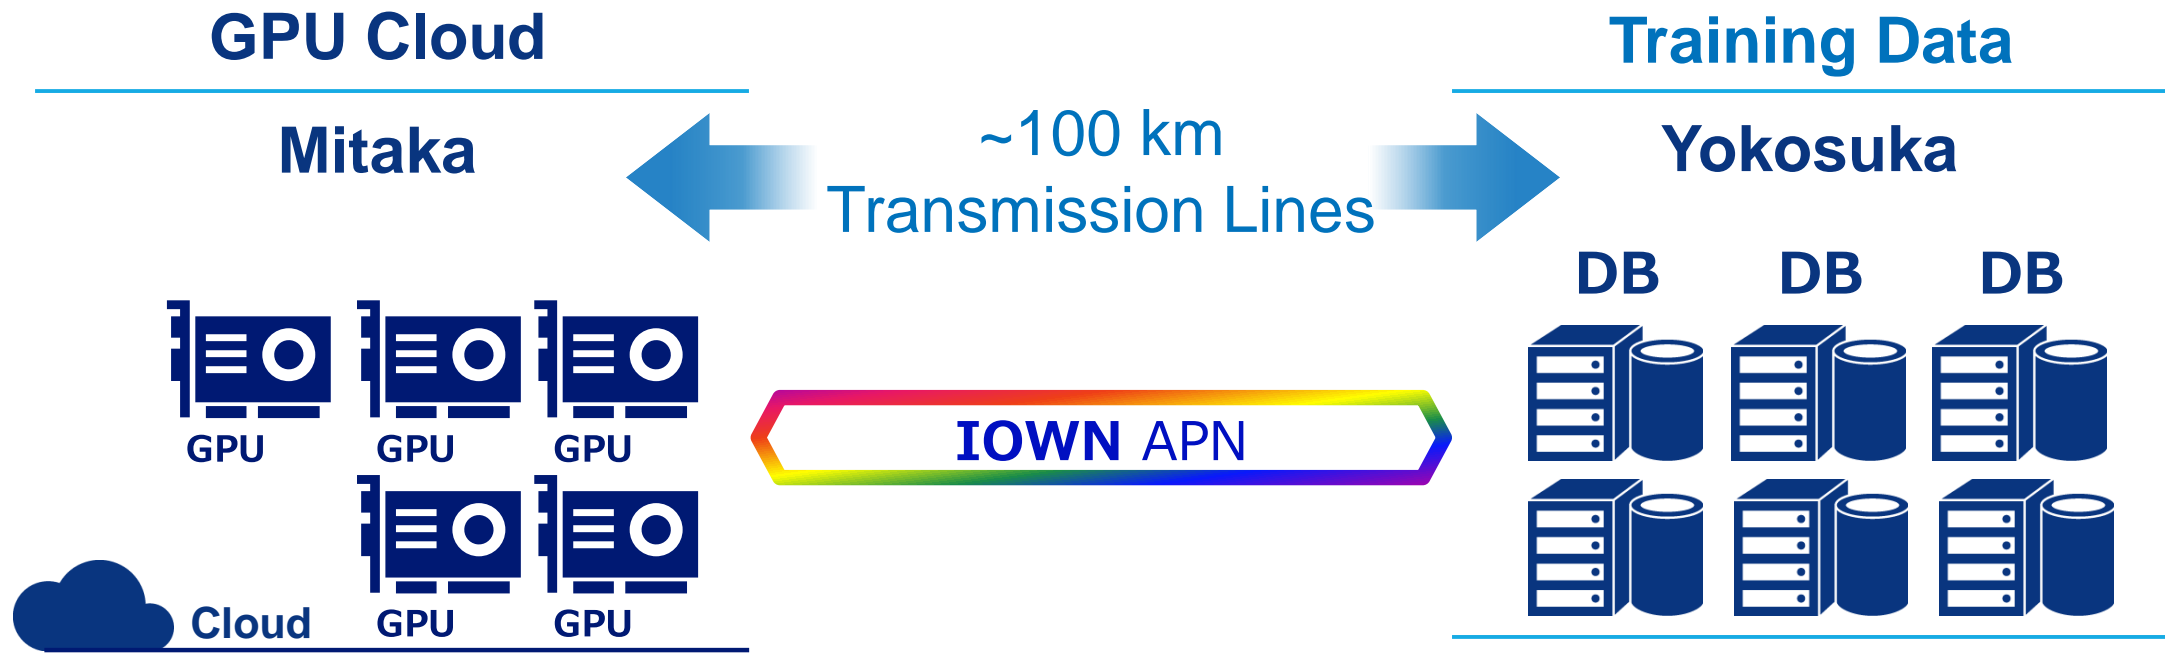 GPU Cloud
Mitaka
~100 km
Transmission Lines
Training Data
Yokosuka
GPU GPU GPU
GPU GPU
Cloud
IOWN APN
DB DB DB